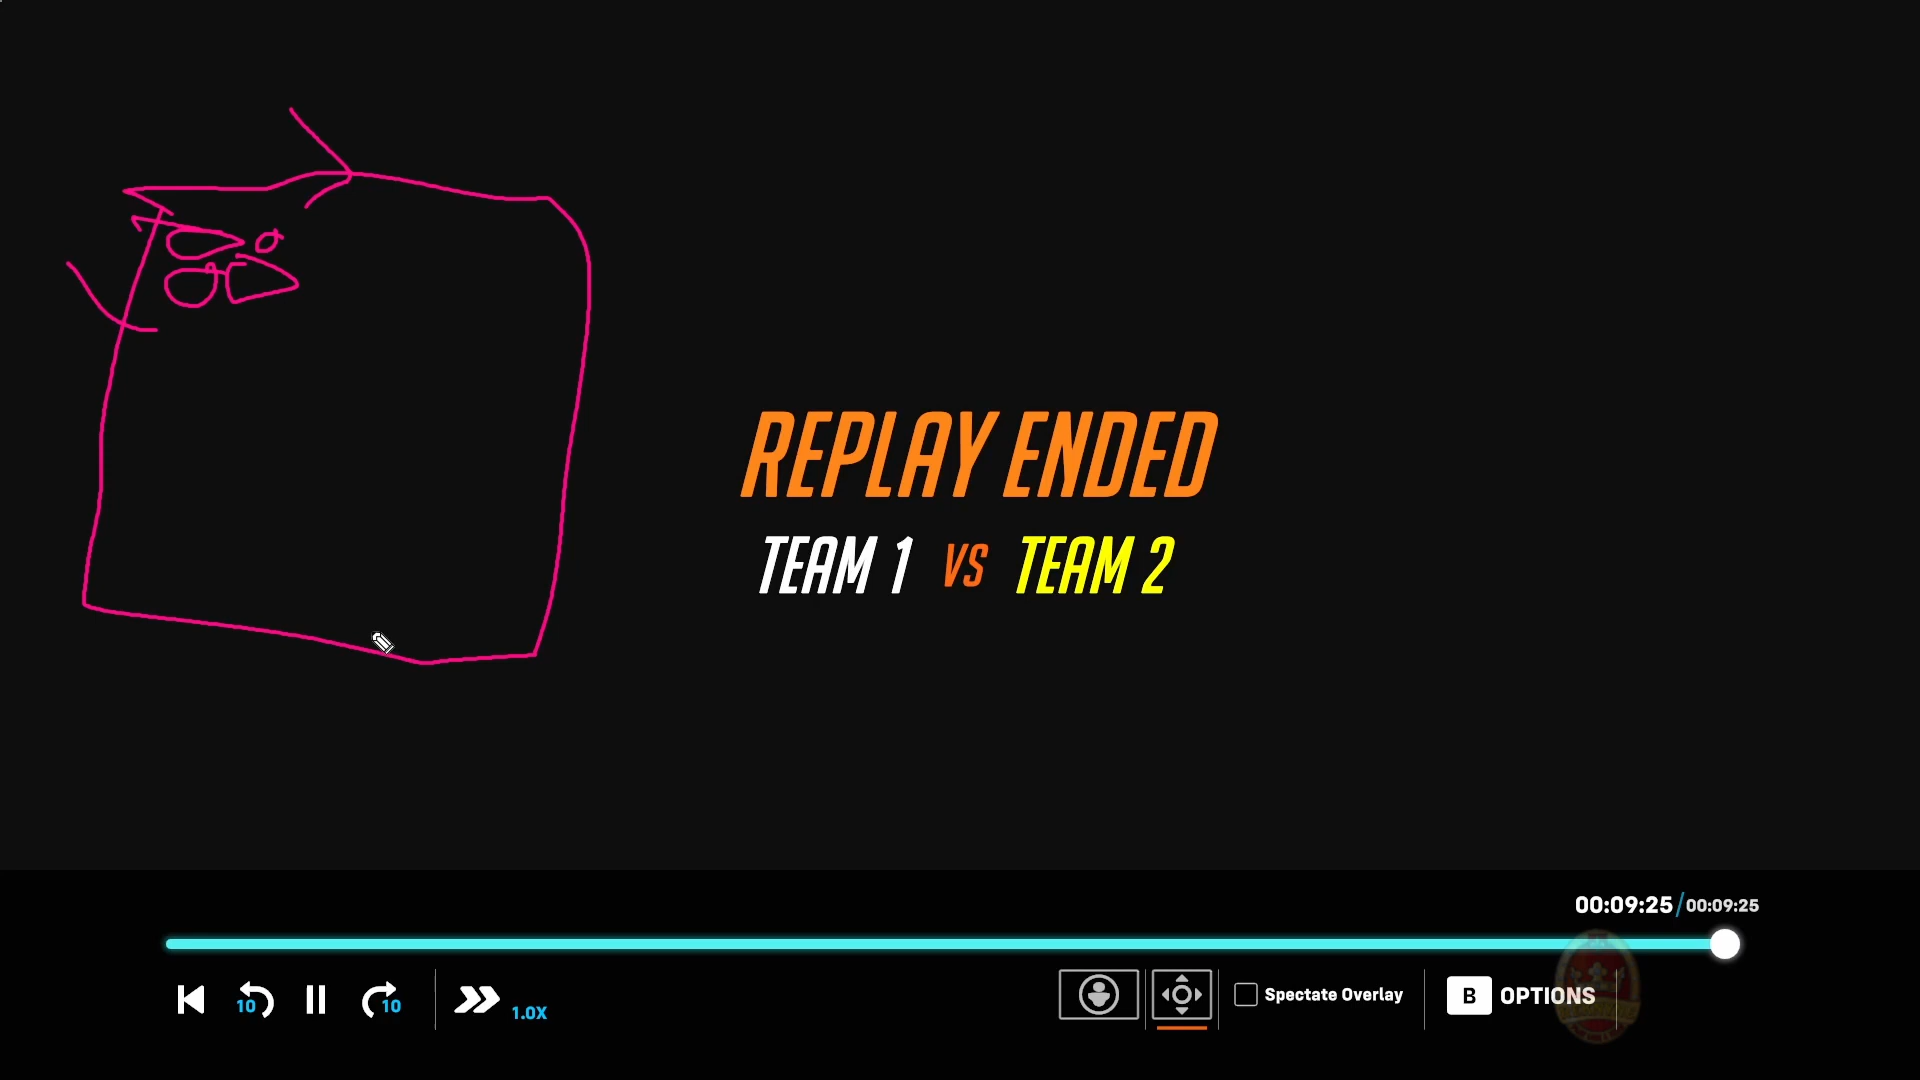 REPLAY ENDED
TEAM 1 VS TEAM 2
00:09:25/00:09:25
10 10 1.0X Spectate Overlay B OPTIONS